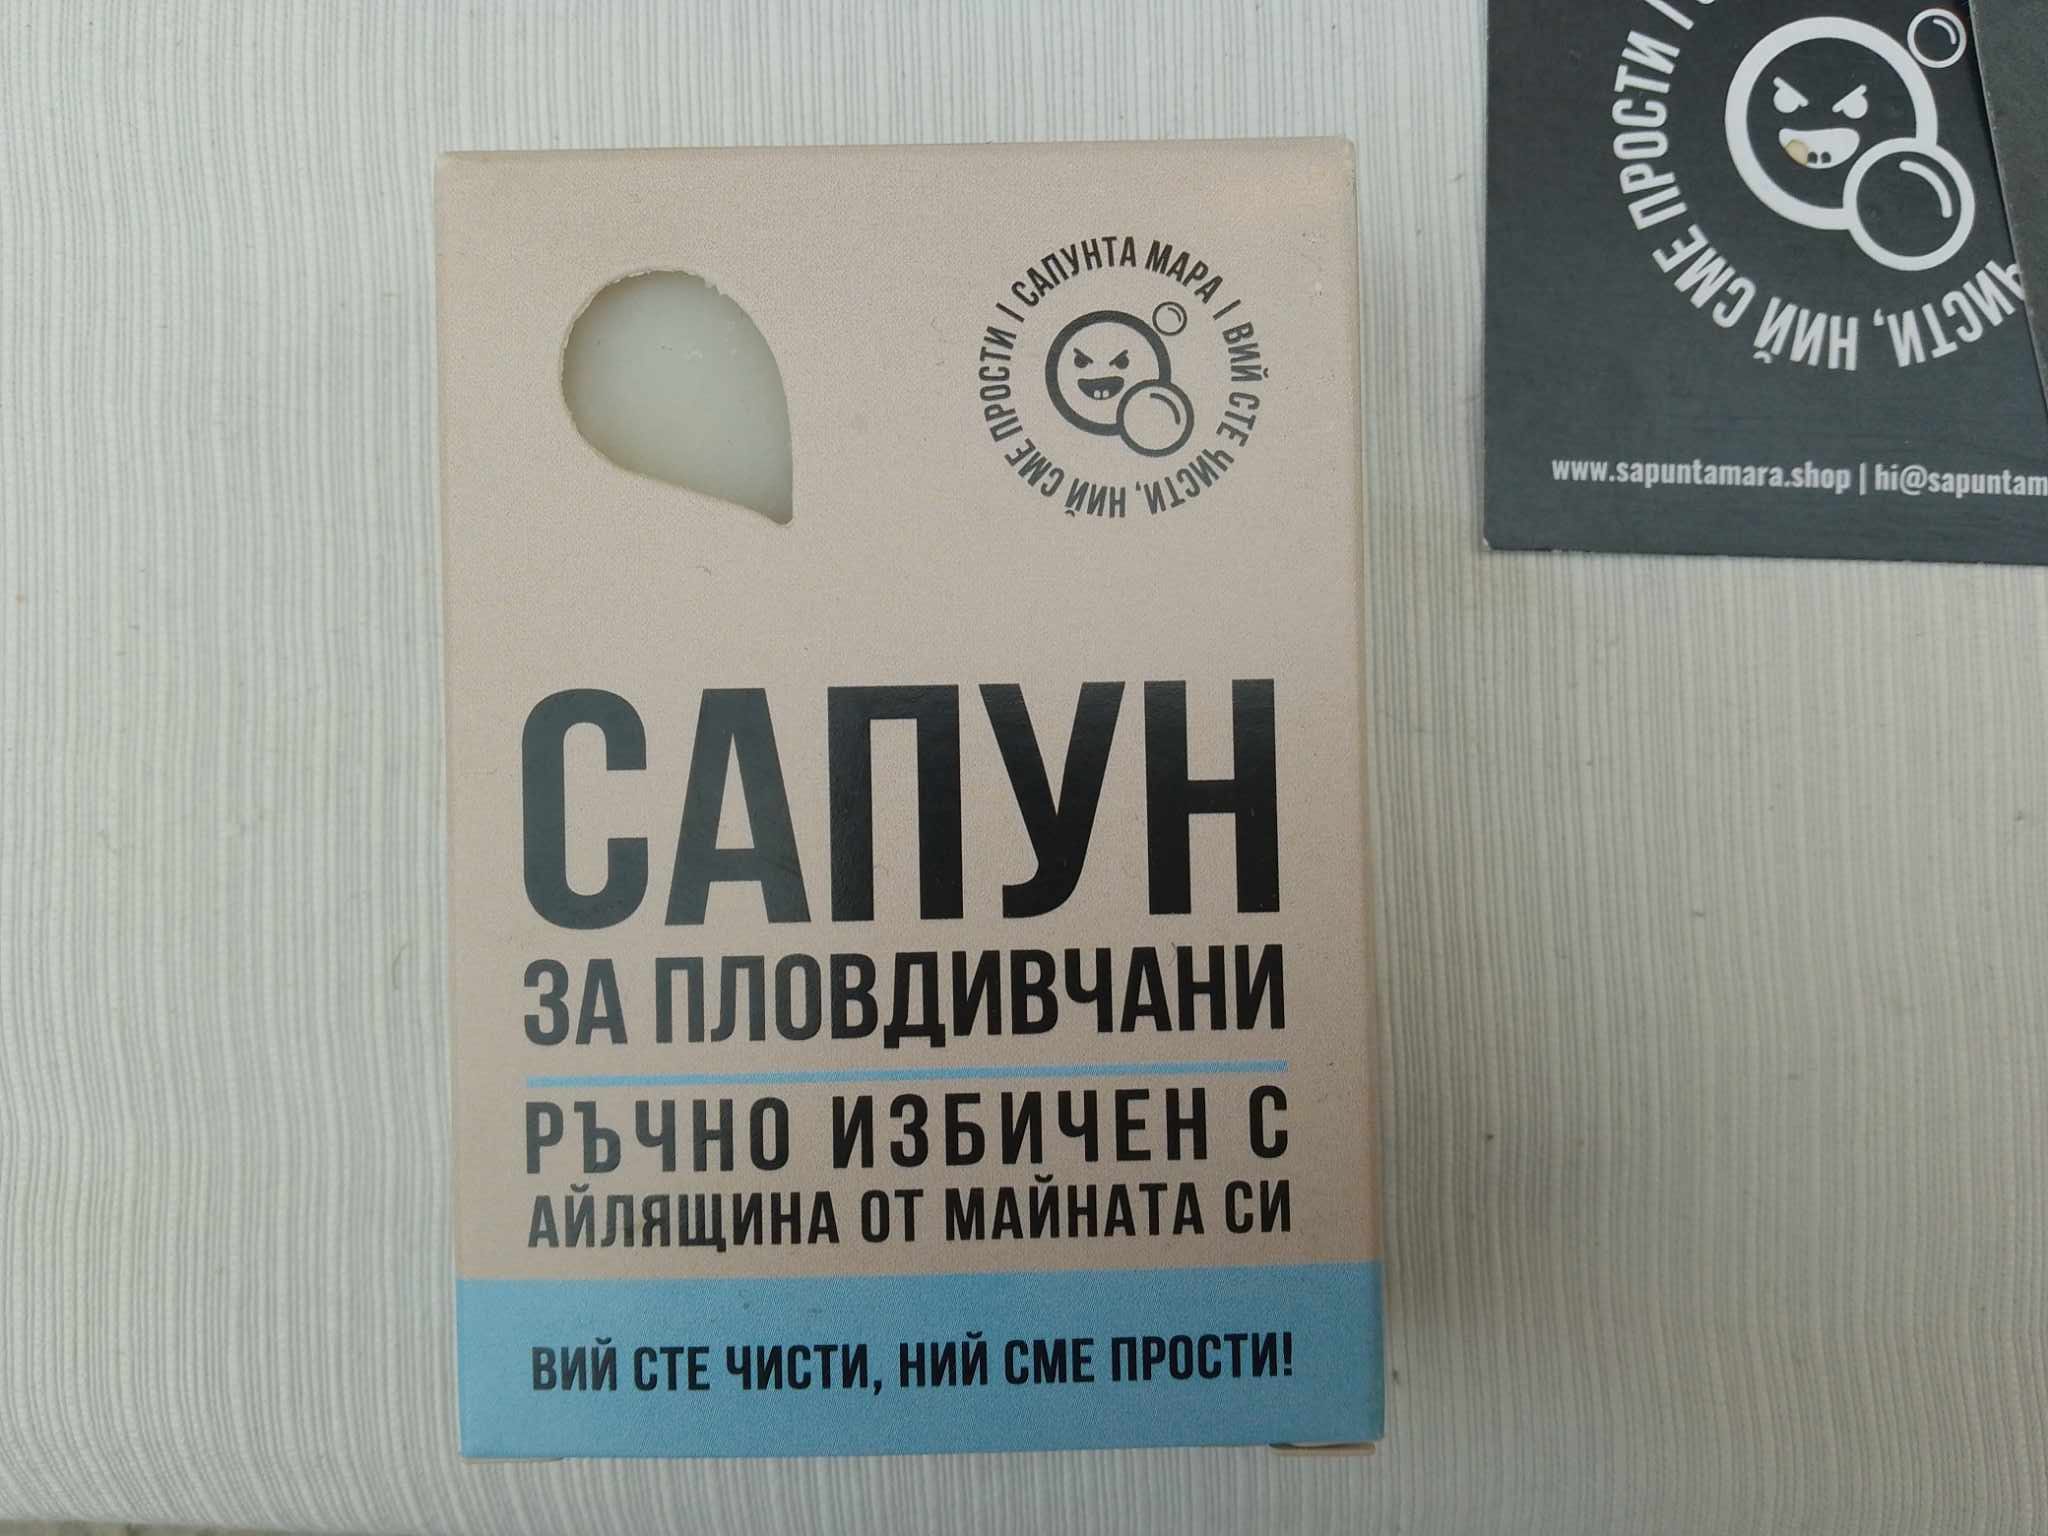 САПУНТА МАРА | ВИЙ СТЕ ЧИСТИ, НИЙ СМЕ ПРОСТИ |
САПУН
ЗА ПЛОВДИВЧАНИ
РЪЧНО ИЗБИЧЕН С
АЙЛЯЩИНА ОТ МАЙНАТА СИ
ВИЙ СТЕ ЧИСТИ, НИЙ СМЕ ПРОСТИ!
ЧИСТИ, НИЙ СМЕ ПРОСТИ |
www.sapuntamara.shop | hi@sapuntam